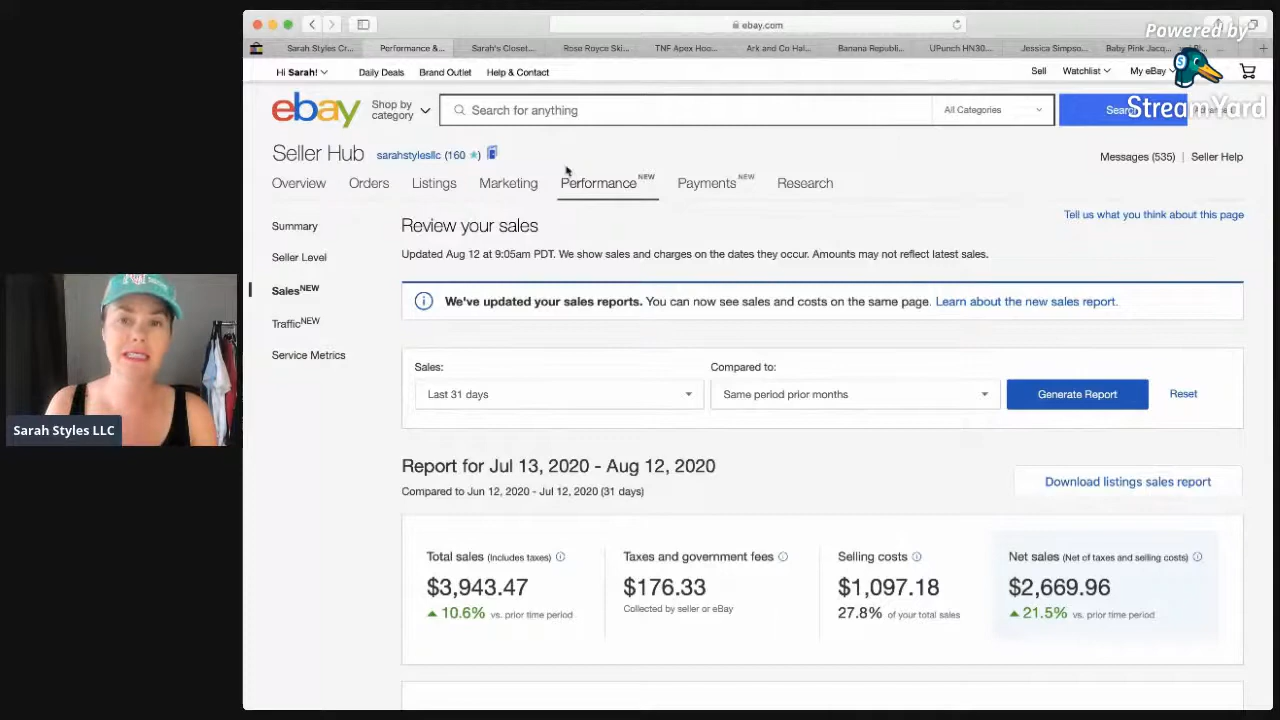 ebay.com
Sarah Styles Cr...
Performance &...
Sarah's Closet...
Rose Royce Ski...
TNF Apex Hoo...
Ark and Co Hal...
Banana Republi...
UPunch HN30...
Jessica Simpso...
Baby Pink Jacq...
Powered by
StreamYard
Hi Sarah!
Daily Deals
Brand Outlet
Help & Contact
Sell
Watchlist
My eBay
ebay
Shop by
category
Search for anything
All Categories
Search
Seller Hub
sarahstylesllc (160)
Messages (535) | Seller Help
Overview
Orders
Listings
Marketing
Performance NEW
Payments NEW
Research
Summary
Seller Level
Sales NEW
Traffic NEW
Service Metrics
Review your sales
Tell us what you think about this page
Updated Aug 12 at 9:05am PDT. We show sales and charges on the dates they occur. Amounts may not reflect latest sales.
We've updated your sales reports. You can now see sales and costs on the same page. Learn about the new sales report.
Sales:
Last 31 days
Compared to:
Same period prior months
Generate Report
Reset
Sarah Styles LLC
Report for Jul 13, 2020 - Aug 12, 2020
Compared to Jun 12, 2020 - Jul 12, 2020 (31 days)
Download listings sales report
Total sales (Includes taxes)
$3,943.47
10.6% vs. prior time period
Taxes and government fees
$176.33
Collected by seller or eBay
Selling costs
$1,097.18
27.8% of your total sales
Net sales (Net of taxes and selling costs)
$2,669.96
21.5% vs. prior time period